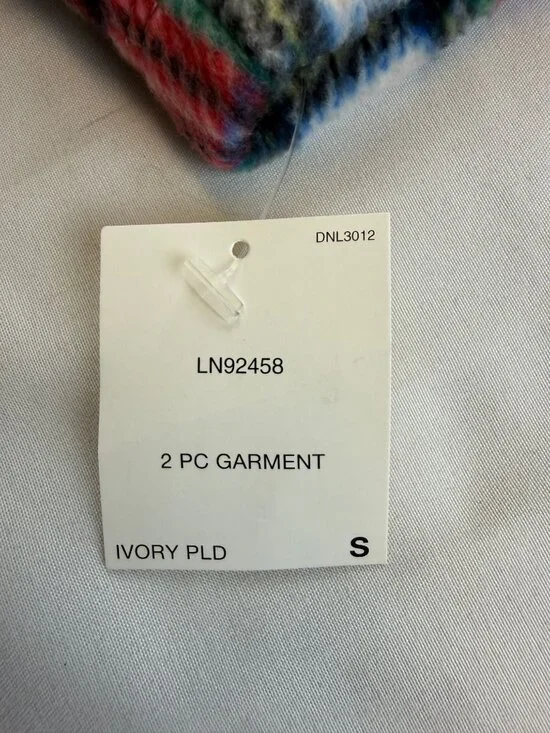 DNL3012
LN92458
2 PC GARMENT
IVORY PLD S